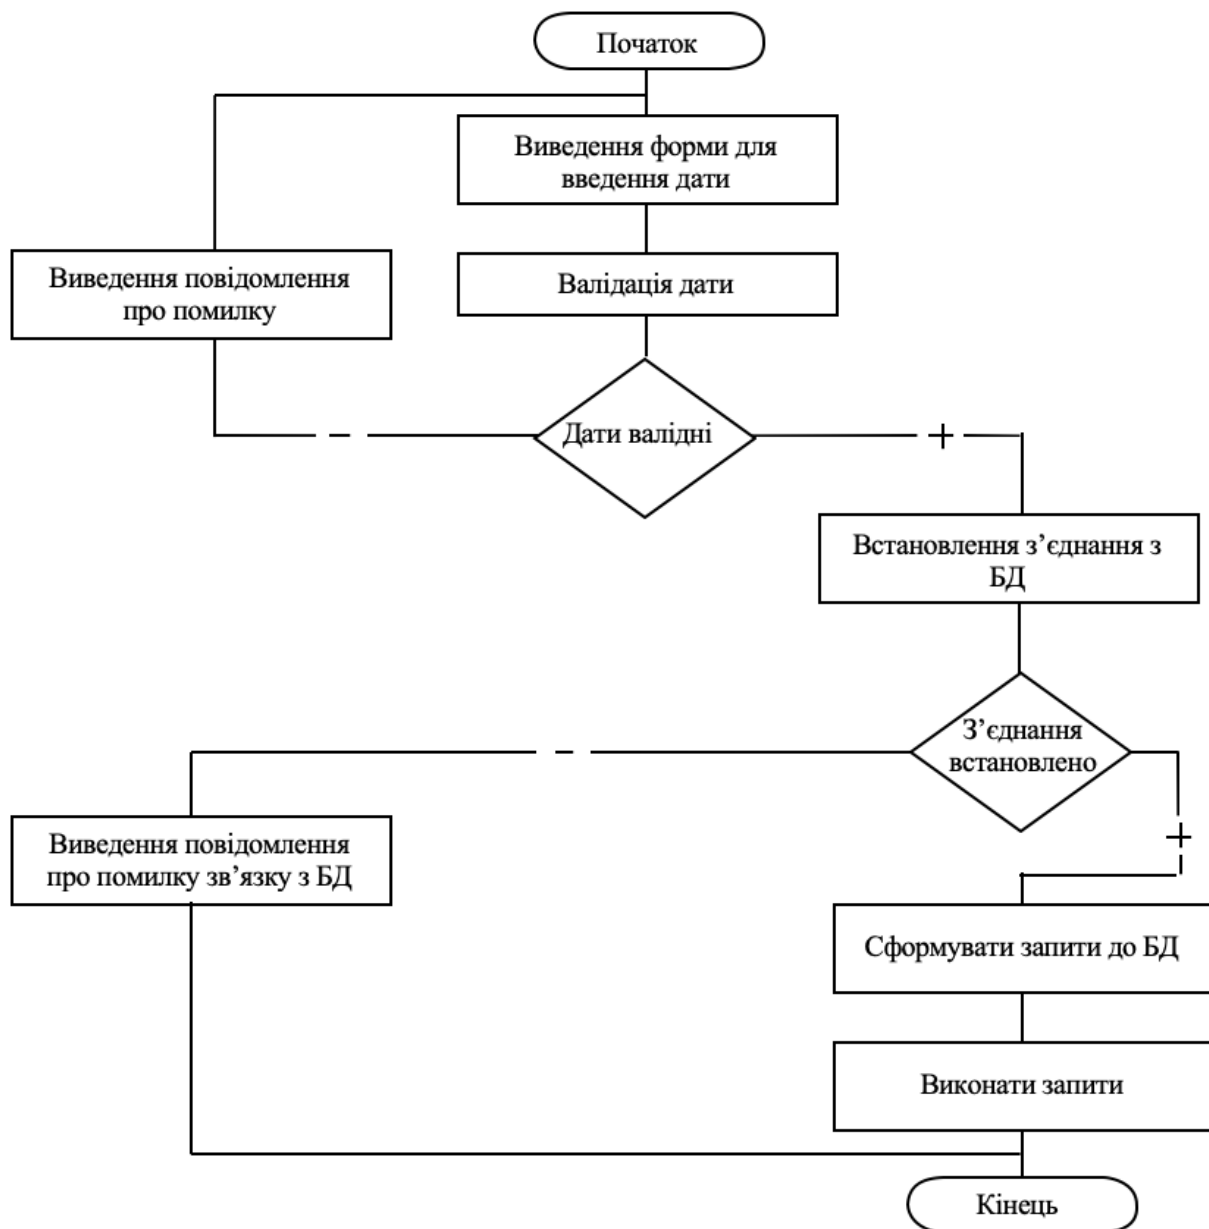 Початок
Виведення форми для
введення дати
Виведення повідомлення
про помилку
Валідація дати
Дати валідні
–
+
Встановлення з’єднання з
БД
З’єднання
встановлено
–
+
Виведення повідомлення
про помилку зв’язку з БД
Сформувати запити до БД
Виконати запити
Кінець